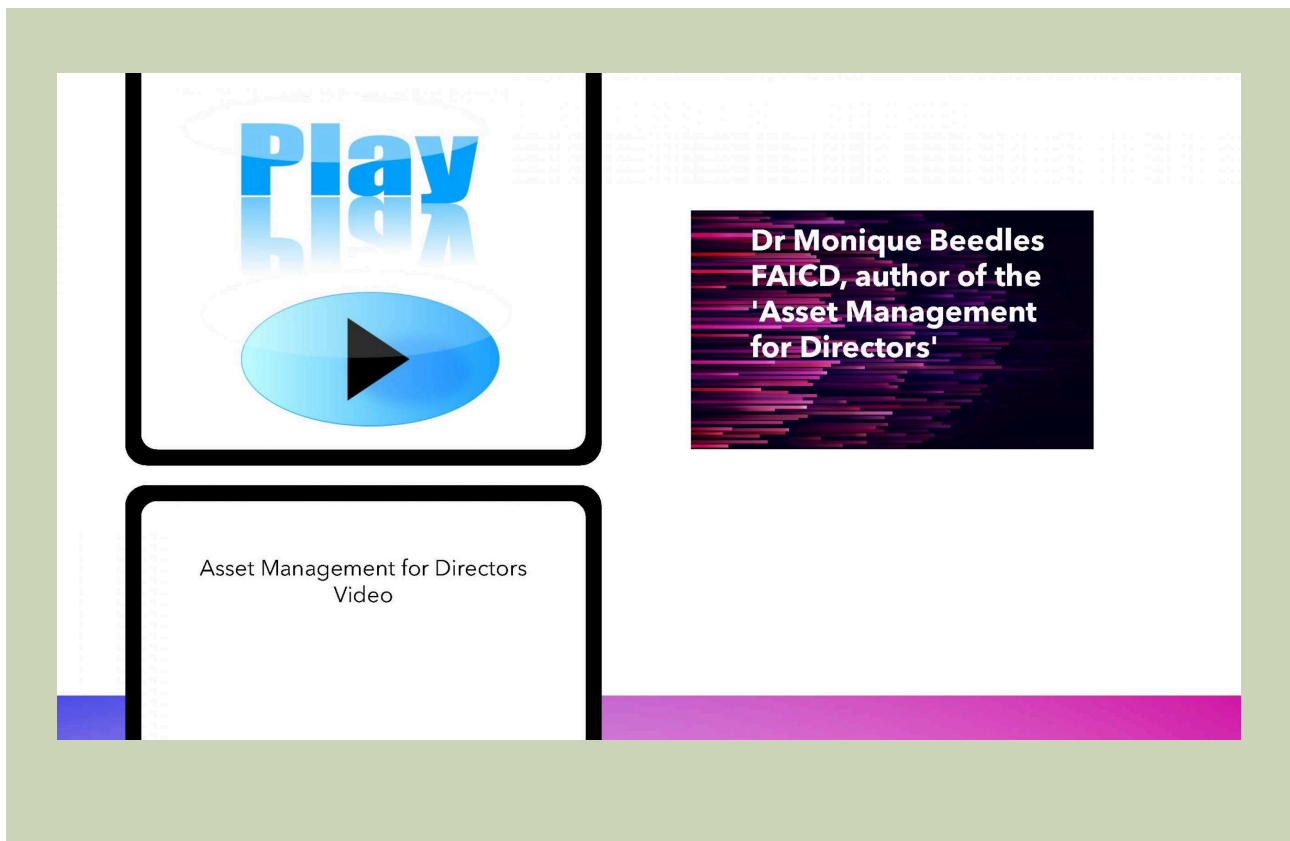 Play
Dr Monique Beedles
FAICD, author of the
'Asset Management
for Directors'
Asset Management for Directors
Video